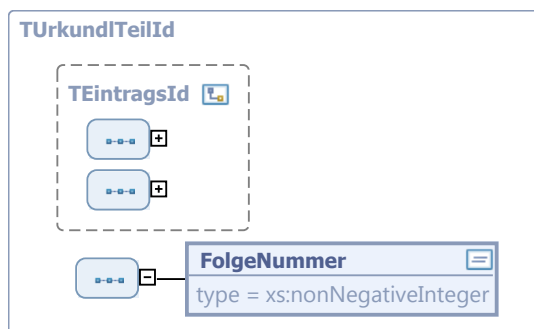 TUrkundlTeilId
TEintragsId
FolgeNummer
type = xs:nonNegativeInteger